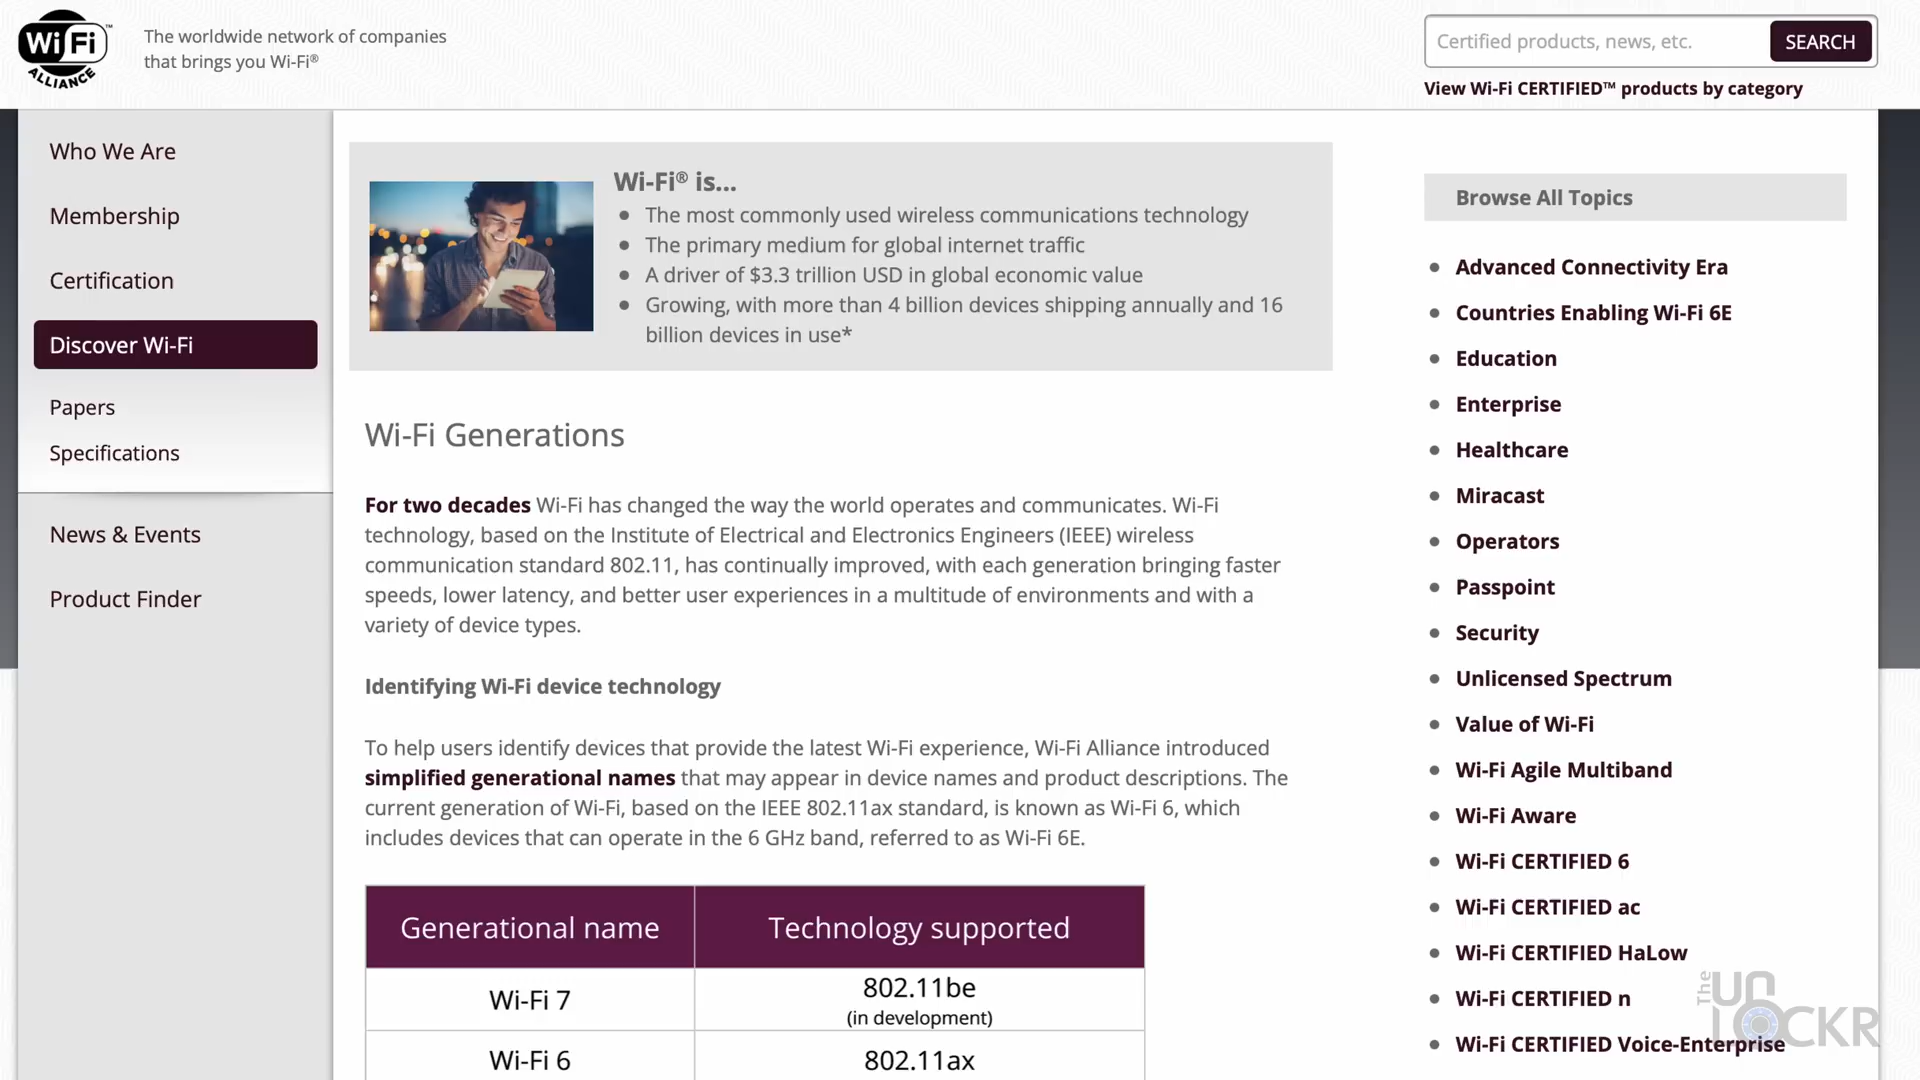 Wi Fi™
ALLIANCE
The worldwide network of companies
that brings you Wi-Fi®
Certified products, news, etc.
SEARCH
View Wi-Fi CERTIFIED™ products by category
Who We Are
Membership
Certification
Discover Wi-Fi
Papers
Specifications
News & Events
Product Finder
Wi-Fi® is...
The most commonly used wireless communications technology
The primary medium for global internet traffic
A driver of $3.3 trillion USD in global economic value
Growing, with more than 4 billion devices shipping annually and 16
billion devices in use*
Wi-Fi Generations
For two decades Wi-Fi has changed the way the world operates and communicates. Wi-Fi
technology, based on the Institute of Electrical and Electronics Engineers (IEEE) wireless
communication standard 802.11, has continually improved, with each generation bringing faster
speeds, lower latency, and better user experiences in a multitude of environments and with a
variety of device types.
Identifying Wi-Fi device technology
To help users identify devices that provide the latest Wi-Fi experience, Wi-Fi Alliance introduced
simplified generational names that may appear in device names and product descriptions. The
current generation of Wi-Fi, based on the IEEE 802.11ax standard, is known as Wi-Fi 6, which
includes devices that can operate in the 6 GHz band, referred to as Wi-Fi 6E.
Generational name Technology supported
Wi-Fi 7 802.11be
(in development)
Wi-Fi 6 802.11ax
Browse All Topics
Advanced Connectivity Era
Countries Enabling Wi-Fi 6E
Education
Enterprise
Healthcare
Miracast
Operators
Passpoint
Security
Unlicensed Spectrum
Value of Wi-Fi
Wi-Fi Agile Multiband
Wi-Fi Aware
Wi-Fi CERTIFIED 6
Wi-Fi CERTIFIED ac
Wi-Fi CERTIFIED HaLow
Wi-Fi CERTIFIED n
Wi-Fi CERTIFIED Voice-Enterprise
The UN
LOCKR